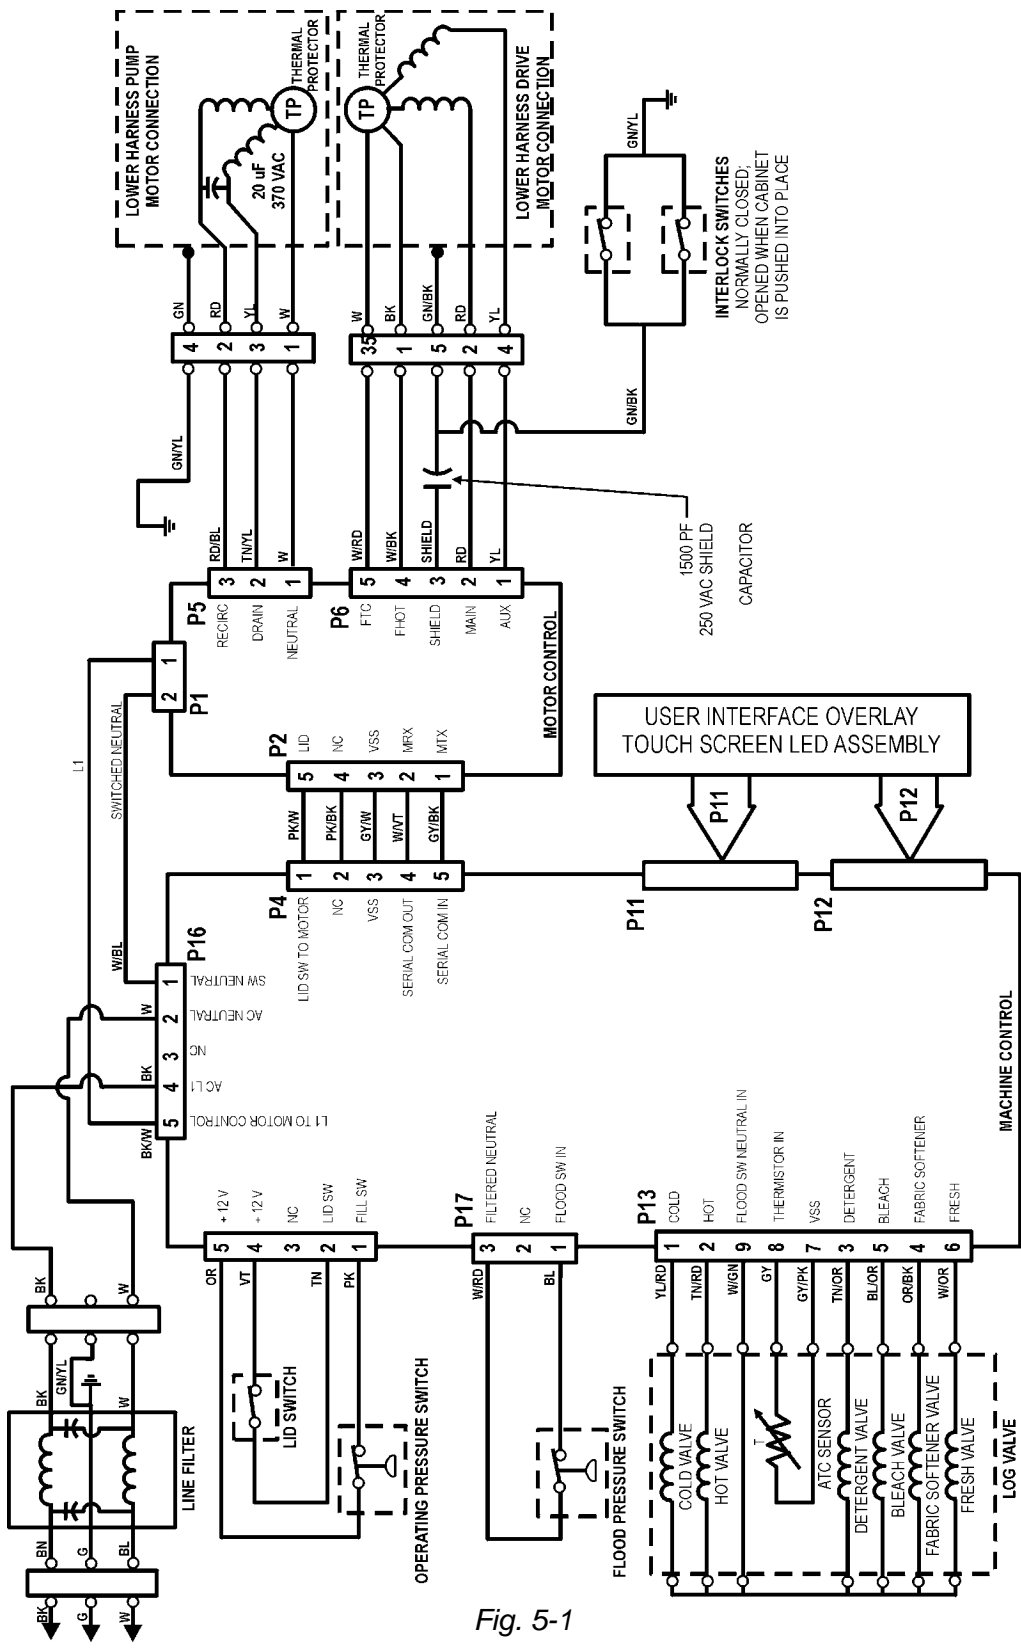 LOWER HARNESS PUMP
MOTOR CONNECTION
20 uF
370 VAC
TP
THERMAL
PROTECTOR
LOWER HARNESS DRIVE
MOTOR CONNECTION
TP
THERMAL
PROTECTOR
GN
RD
YL
W
4
2
3
1
W
BK
GN/BK
RD
YL
35
1
5
2
4
GN/YL
RD/BL
TN/YL
W
W/RD
W/BK
SHIELD
RD
YL
GN/YL
GN/BK
INTERLOCK SWITCHES
NORMALLY CLOSED;
OPENED WHEN CABINET
IS PUSHED INTO PLACE
1500 PF
250 VAC SHIELD
CAPACITOR
P5
3
2
1
RECIRC
DRAIN
NEUTRAL
P6
5
4
3
2
1
FTC
FHOT
SHIELD
MAIN
AUX
P1
2
1
MOTOR CONTROL
L1
SWITCHED NEUTRAL
P2
LID
NC
VSS
MRX
MTX
5
4
3
2
1
PK/W
PK/BK
GY/W
W/VT
GY/BK
P4
1
2
3
4
5
LID SW TO MOTOR
NC
VSS
SERIAL COM OUT
SERIAL COM IN
USER INTERFACE OVERLAY
TOUCH SCREEN LED ASSEMBLY
P11
P12
P11
P12
MACHINE CONTROL
P16
W/BL
W
BK
BK/W
1
2
3
4
5
SW NEUTRAL
AC NEUTRAL
NC
AC L1
L1 TO MOTOR CONTROL
+ 12 V
+ 12 V
NC
LID SW
FILL SW
5
4
3
2
1
OR
VT
TN
PK
LID SWITCH
OPERATING PRESSURE SWITCH
P17
FILTERED NEUTRAL
NC
FLOOD SW IN
3
2
1
W/RD
BL
FLOOD PRESSURE SWITCH
P13
COLD
HOT
FLOOD SW NEUTRAL IN
THERMISTOR IN
VSS
DETERGENT
BLEACH
FABRIC SOFTENER
FRESH
1
2
9
8
7
3
5
4
6
YL/RD
TN/RD
W/GN
GY
GY/PK
TN/OR
BL/OR
OR/BK
W/OR
COLD VALVE
HOT VALVE
T
ATC SENSOR
DETERGENT VALVE
BLEACH VALVE
FABRIC SOFTENER VALVE
FRESH VALVE
LOG VALVE
BK
W
BK
GN/YL
W
LINE FILTER
BN
G
BL
BK
G
W
Fig. 5-1